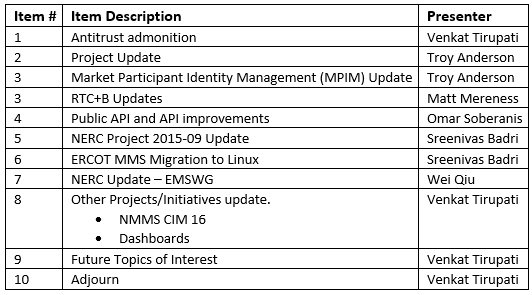 Item # Item Description Presenter
1 Antitrust admonition Venkat Tirupati
2 Project Update Troy Anderson
3 Market Participant Identity Management (MPIM) Update Troy Anderson
3 RTC+B Updates Matt Mereness
4 Public API and API improvements Omar Soberanis
5 NERC Project 2015-09 Update Sreenivas Badri
6 ERCOT MMS Migration to Linux Sreenivas Badri
7 NERC Update – EMSWG Wei Qiu
8 Other Projects/Initiatives update. Venkat Tirupati
• NMMS CIM 16
• Dashboards
9 Future Topics of Interest Venkat Tirupati
10 Adjourn Venkat Tirupati